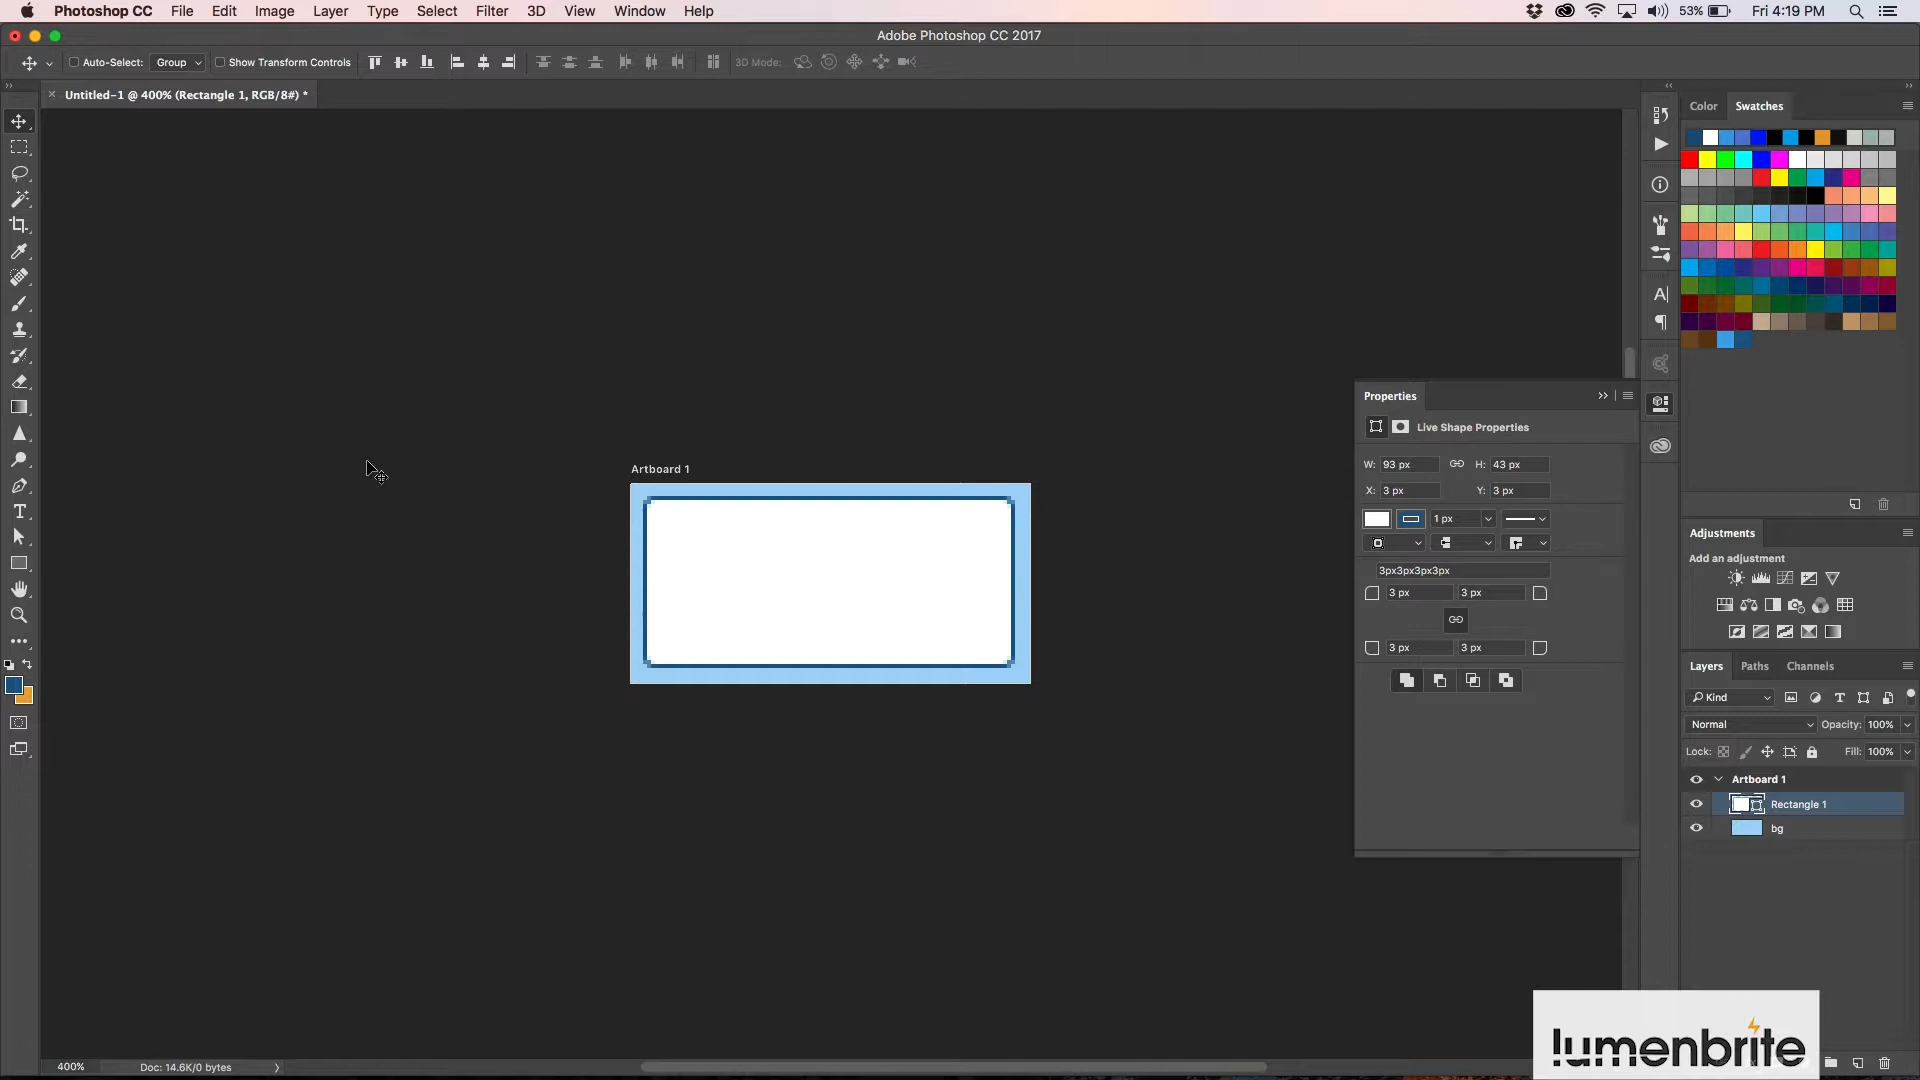 Photoshop CC File Edit Image Layer Type Select Filter 3D View Window Help 53% Fri 4:19 PM
Adobe Photoshop CC 2017
Auto-Select: Group Show Transform Controls 3D Mode:
Untitled-1 @ 400% (Rectangle 1, RGB/8#) *
Color Swatches
Artboard 1
Properties
Live Shape Properties
W: 93 px H: 43 px
X: 3 px Y: 3 px
1 px
3px3px3px3px
3 px 3 px
3 px 3 px
Adjustments
Add an adjustment
Layers Paths Channels
Kind
Normal Opacity: 100%
Lock: Fill: 100%
Artboard 1
Rectangle 1
bg
400% Doc: 14.6K/0 bytes
lumenbrite